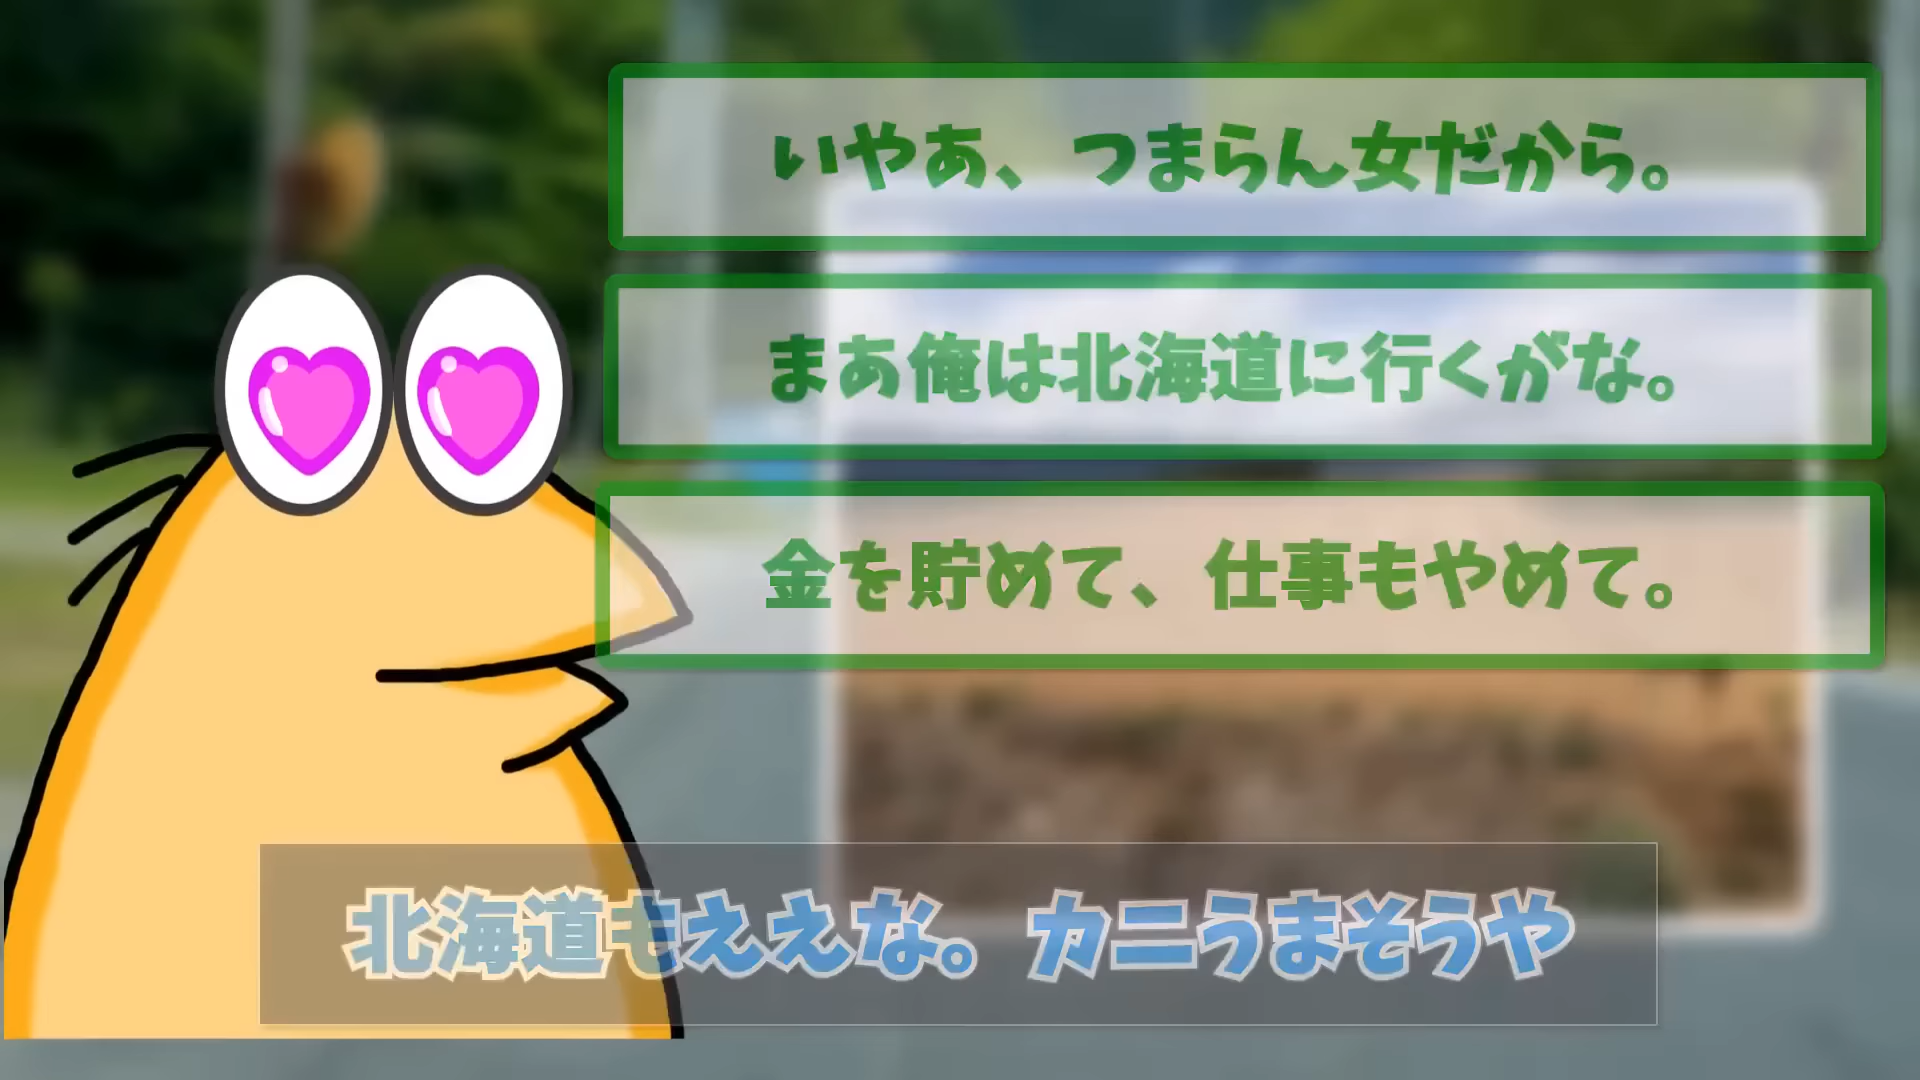 いやあ、つまらん女だから。
まあ俺は北海道に行くがな。
金を貯めて、仕事もやめて。
北海道もええな。カニうまそうや